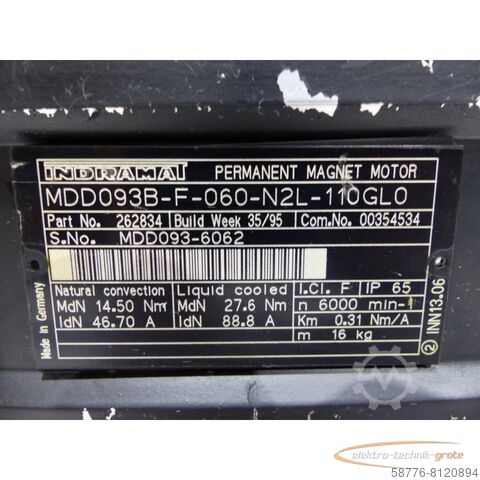 INDRAMAT PERMANENT MAGNET MOTOR
MDD093B-F-060-N2L-110GL0
Part No. 262834 Build Week 35/95 Com.No. 00354534
S.No. MDD093-6062
Natural convection Liquid cooled I.Cl. F IP 65
MdN 14.50 Nm MdN 27.6 Nm n 6000 min-1
IdN 46.70 A IdN 88.8 A Km 0.31 Nm/A
m 16 kg
Made in Germany
2 INN13.06
elektro-technik-grote
58776-8120894